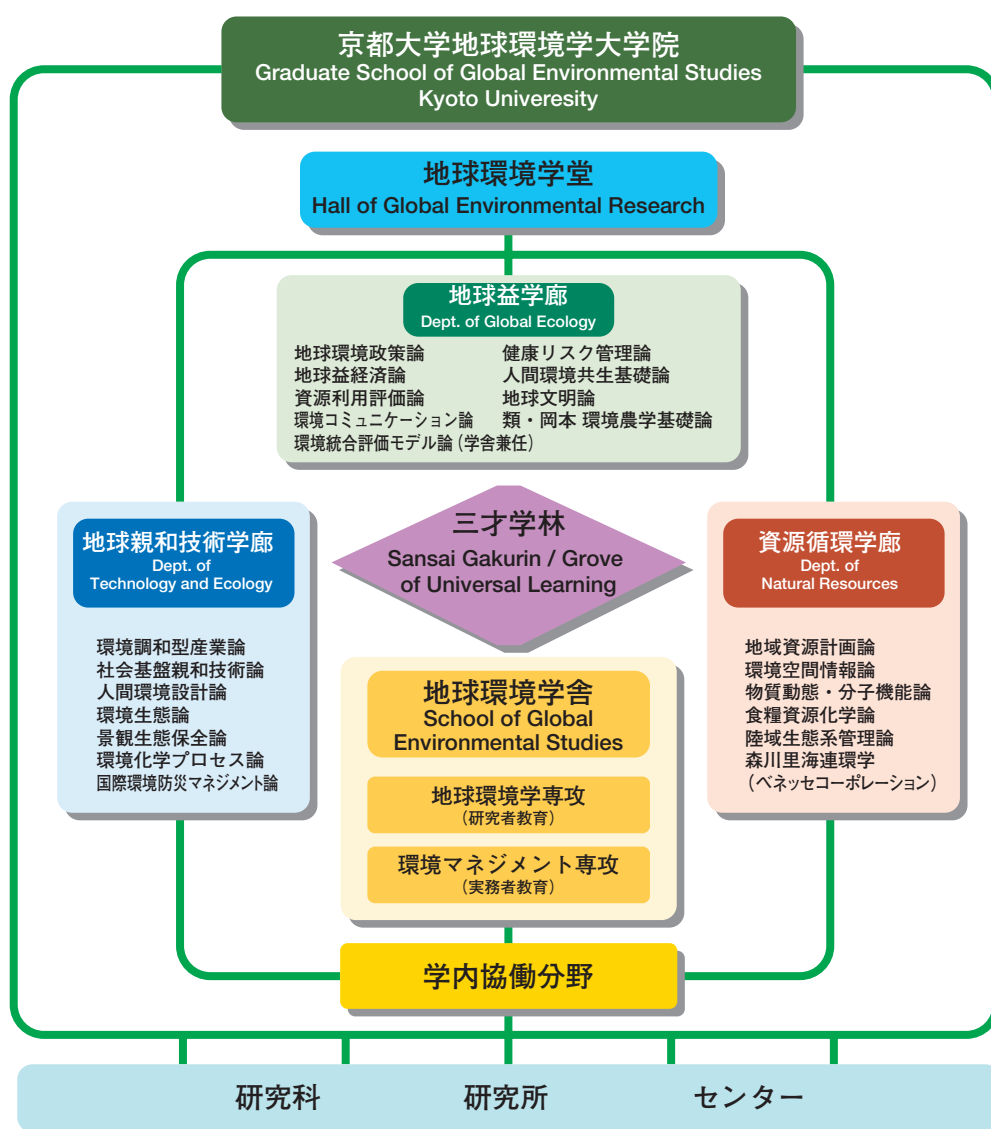 京都大学地球環境学大学院
Graduate School of Global Environmental Studies
Kyoto Univeresity
地球環境学堂
Hall of Global Environmental Research
地球益学廊
Dept. of Global Ecology
地球環境政策論
地球益経済論
資源利用評価論
環境コミュニケーション論
環境統合評価モデル論(学舎兼任)
健康リスク管理論
人間環境共生基礎論
地球文明論
類・岡本 環境農学基礎論
地球親和技術学廊
Dept. of
Technology and Ecology
環境調和型産業論
社会基盤親和技術論
人間環境設計論
環境生態論
景観生態保全論
環境化学プロセス論
国際環境防災マネジメント論
三才学林
Sansai Gakurin / Grove
of Universal Learning
資源循環学廊
Dept. of
Natural Resources
地域資源計画論
環境空間情報論
物質動態・分子機能論
食糧資源化学論
陸域生態系管理論
森川里海連環学
(ベネッセコーポレーション)
地球環境学舎
School of Global
Environmental Studies
地球環境学専攻
(研究者教育)
環境マネジメント専攻
(実務者教育)
学内協働分野
研究科 研究所 センター